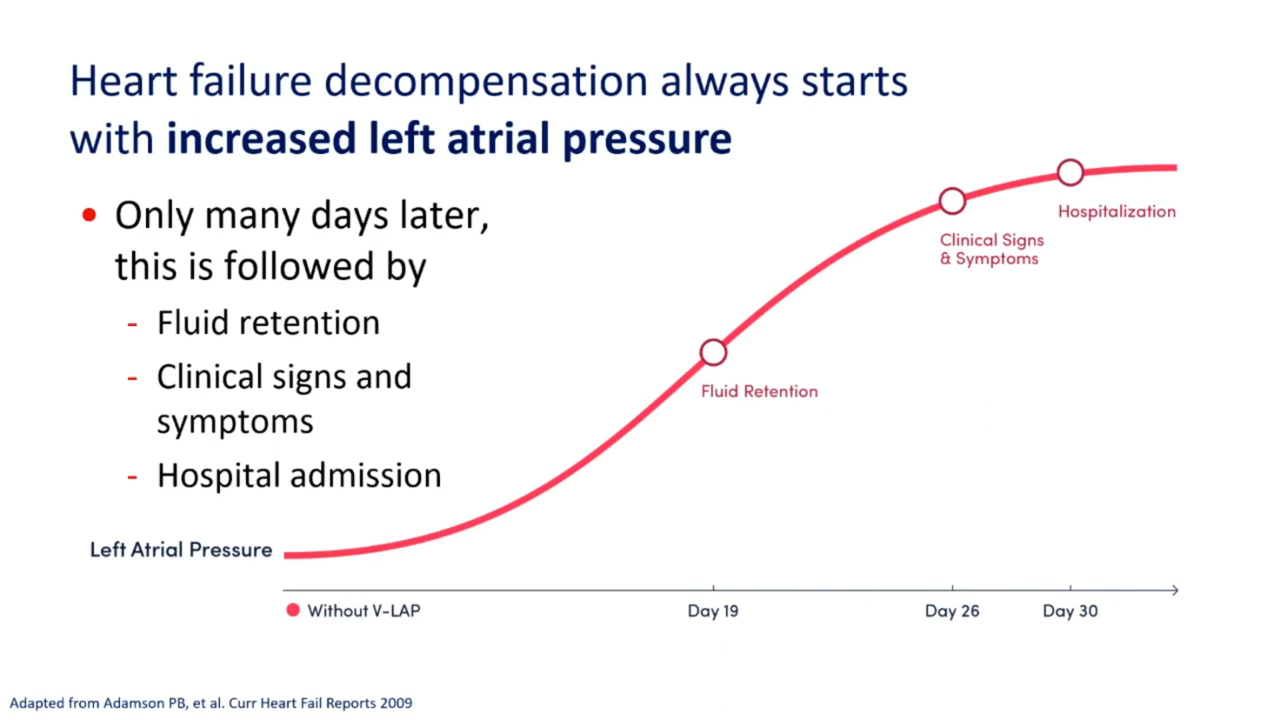 Heart failure decompensation always starts
with increased left atrial pressure
• Only many days later,
this is followed by
- Fluid retention
- Clinical signs and
symptoms
- Hospital admission
Hospitalization
Clinical Signs
& Symptoms
Fluid Retention
Left Atrial Pressure
Without V-LAP
Day 19
Day 26
Day 30
Adapted from Adamson PB, et al. Curr Heart Fail Reports 2009